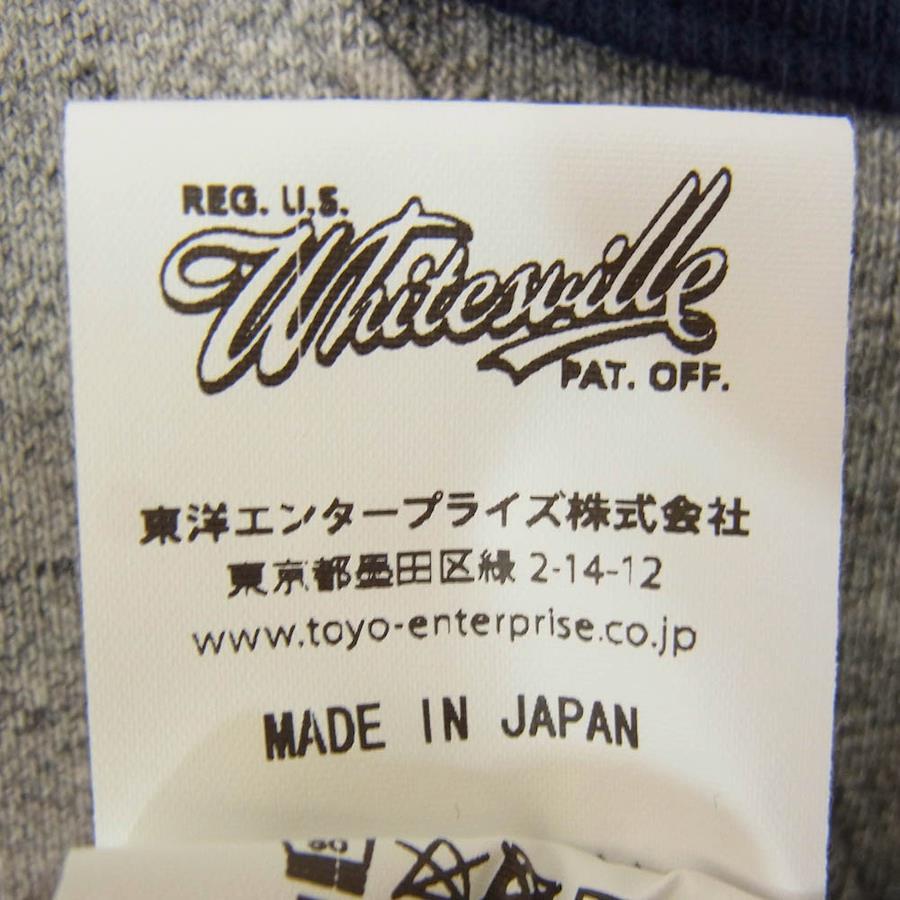 REG. U.S.
Whitesville
PAT. OFF.
東洋エンタープライズ株式会社
東京都墨田区緑 2-14-12
www.toyo-enterprise.co.jp
MADE IN JAPAN